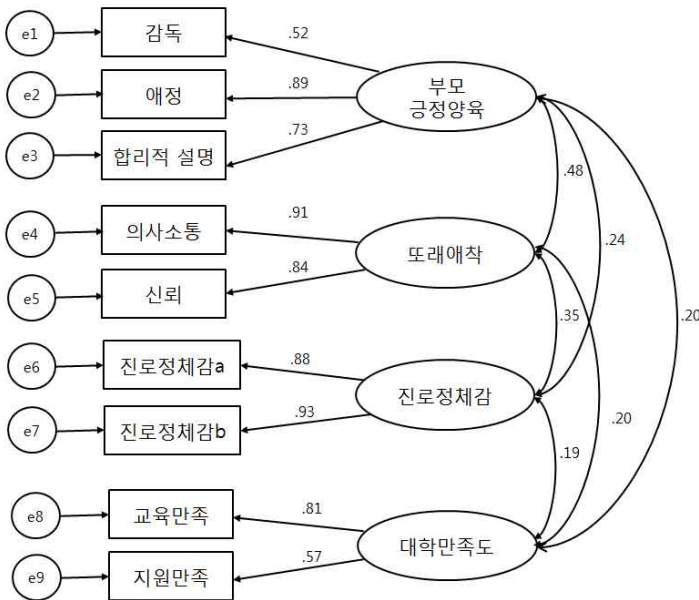 e1
감독
.52
e2
애정
.89
부모
긍정양육
e3
합리적 설명
.73
.48
e4
의사소통
.91
또래애착
.24
e5
신뢰
.84
.35
.20
e6
진로정체감a
.88
진로정체감
e7
진로정체감b
.93
.20
.19
e8
교육만족
.81
대학만족도
e9
지원만족
.57